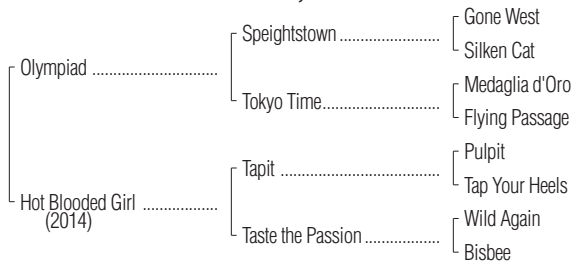 Gone West
Speightstown
Silken Cat
Olympiad
Medaglia d'Oro
Tokyo Time
Flying Passage
Pulpit
Tapit
Tap Your Heels
Hot Blooded Girl
(2014)
Wild Again
Taste the Passion
Bisbee